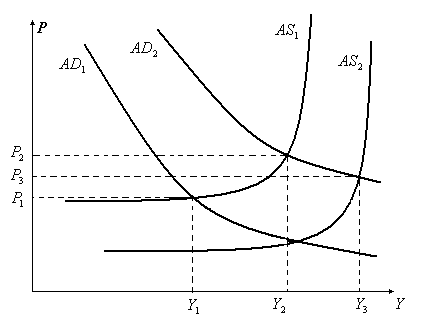 P
AS₁
AD₂
AD₁
AS₂
P₂
P₃
P₁
Y₁
Y₂
Y₃
Y